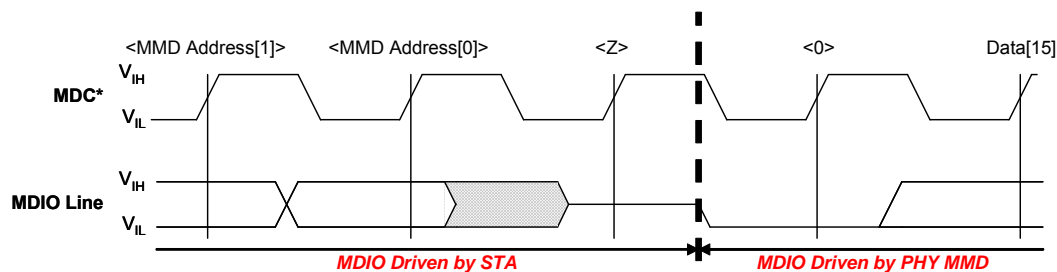 <MMD Address[1]> <MMD Address[0]> <Z> <0> Data[15]
VIH
MDC*
VIL
VIH
MDIO Line
VIL
MDIO Driven by STA MDIO Driven by PHY MMD